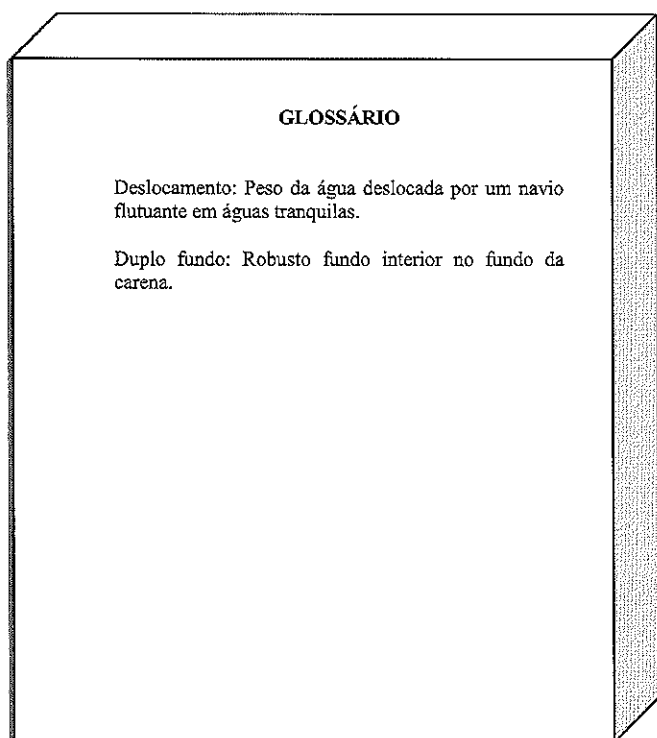 GLOSSÁRIO
Deslocamento: Peso da água deslocada por um navio
flutuante em águas tranquilas.
Duplo fundo: Robusto fundo interior no fundo da
carena.